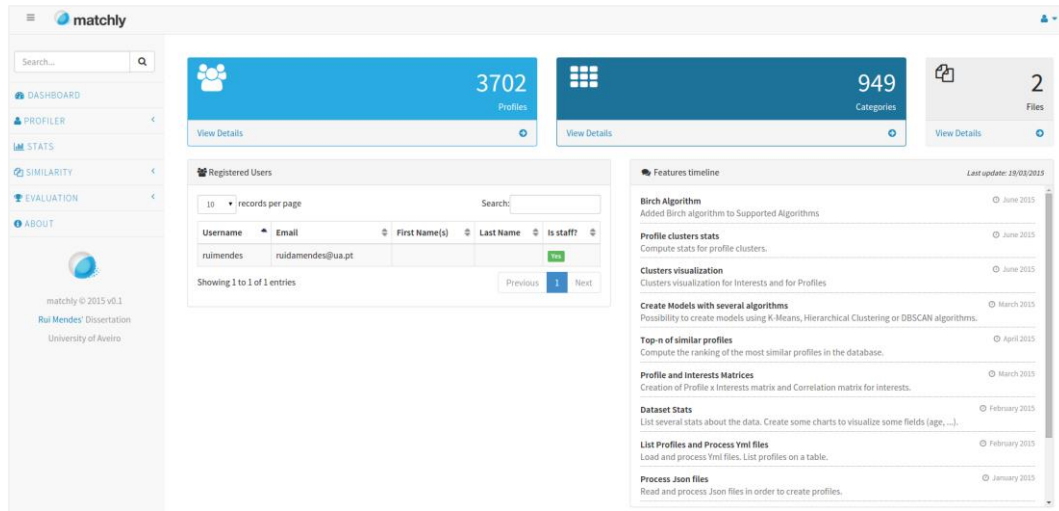 matchly
Search...
DASHBOARD
PROFILER
STATS
SIMILARITY
EVALUATION
ABOUT
matchly © 2015 v0.1
Rui Mendes' Dissertation
University of Aveiro
3702
Profiles
View Details
949
Categories
View Details
2
Files
View Details
Registered Users
10 records per page Search:
Username Email First Name(s) Last Name Is staff?
ruimendes ruidamendes@ua.pt Yes
Showing 1 to 1 of 1 entries Previous 1 Next
Features timeline Last update: 19/03/2015
Birch Algorithm June 2015
Added Birch algorithm to Supported Algorithms
Profile clusters stats June 2015
Compute stats for profile clusters.
Clusters visualization June 2015
Clusters visualization for Interests and for Profiles
Create Models with several algorithms March 2015
Possibility to create models using K-Means, Hierarchical Clustering or DBSCAN algorithms.
Top-n of similar profiles April 2015
Compute the ranking of the most similar profiles in the database.
Profile and Interests Matrices March 2015
Creation of Profile x Interests matrix and Correlation matrix for interests.
Dataset Stats February 2015
List several stats about the data. Create some charts to visualize some fields (age, ...).
List Profiles and Process Yml files February 2015
Load and process Yml files. List profiles on a table.
Process Json files January 2015
Read and process Json files in order to create profiles.